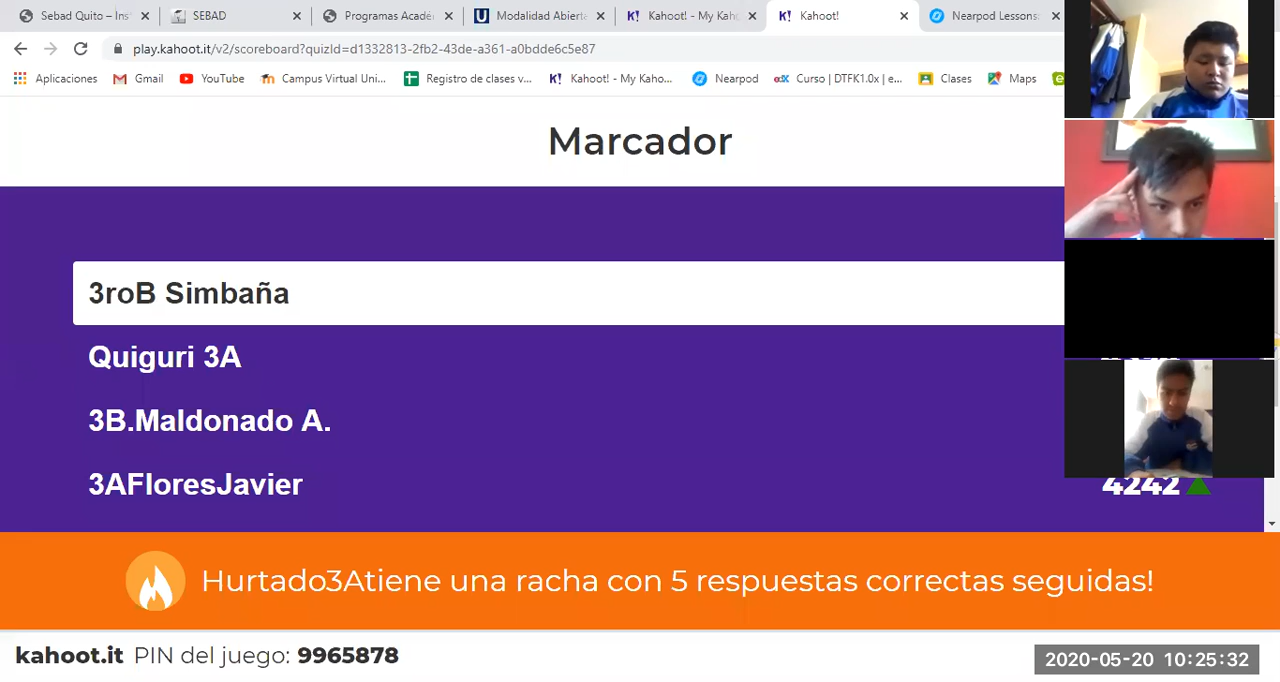 Sebad Quito – Ins
SEBAD
Programas Acadé
Modalidad Abierta
Kahoot! - My Kaho
Kahoot!
Nearpod Lessons:
play.kahoot.it/v2/scoreboard?quizId=d1332813-2fb2-43de-a361-a0bdde6c5e87
Aplicaciones
Gmail
YouTube
Campus Virtual Uni...
Registro de clases v...
Kahoot! - My Kaho...
Nearpod
Curso | DTFK1.0x | e...
Clases
Maps
Marcador
3roB Simbaña
Quiguri 3A
3B.Maldonado A.
3AFloresJavier
4242
Hurtado3Atiene una racha con 5 respuestas correctas seguidas!
kahoot.it PIN del juego: 9965878
2020-05-20 10:25:32